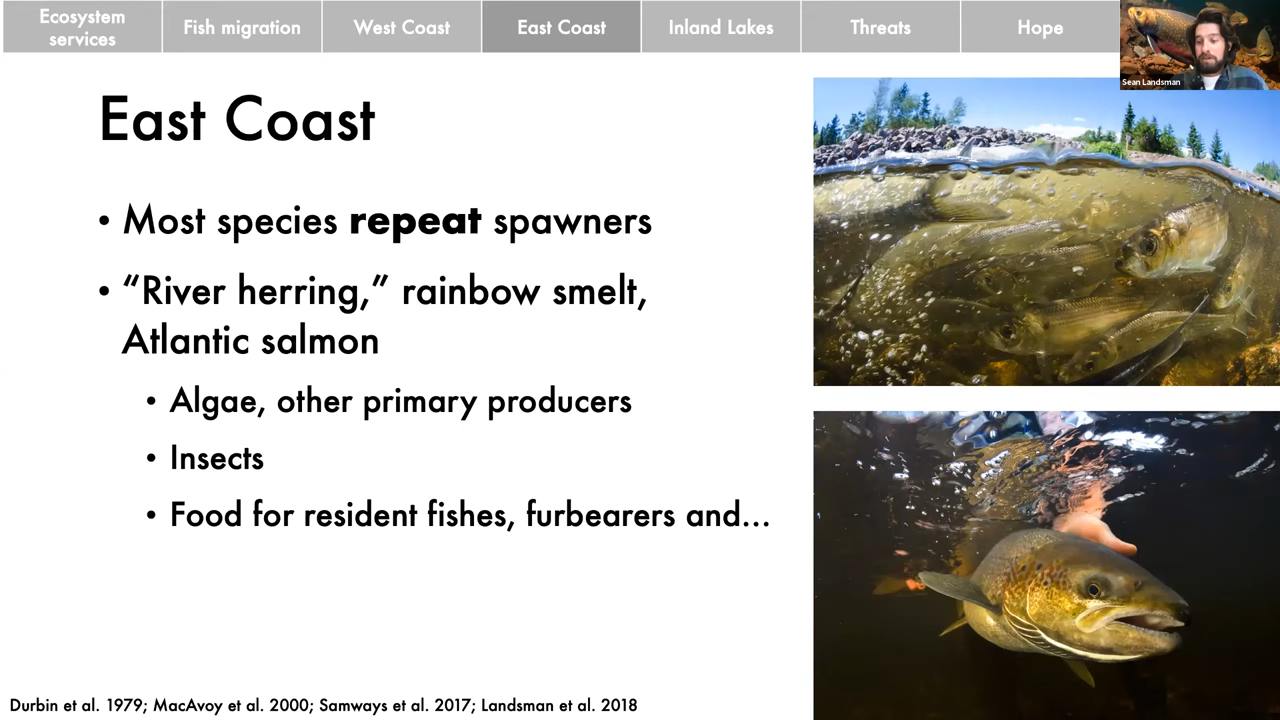 Ecosystem
services
Fish migration
West Coast
East Coast
Inland Lakes
Threats
Hope
Sean Landsman
East Coast
• Most species repeat spawners
• “River herring,” rainbow smelt,
Atlantic salmon
• Algae, other primary producers
• Insects
• Food for resident fishes, furbearers and...
Durbin et al. 1979; MacAvoy et al. 2000; Samways et al. 2017; Landsman et al. 2018